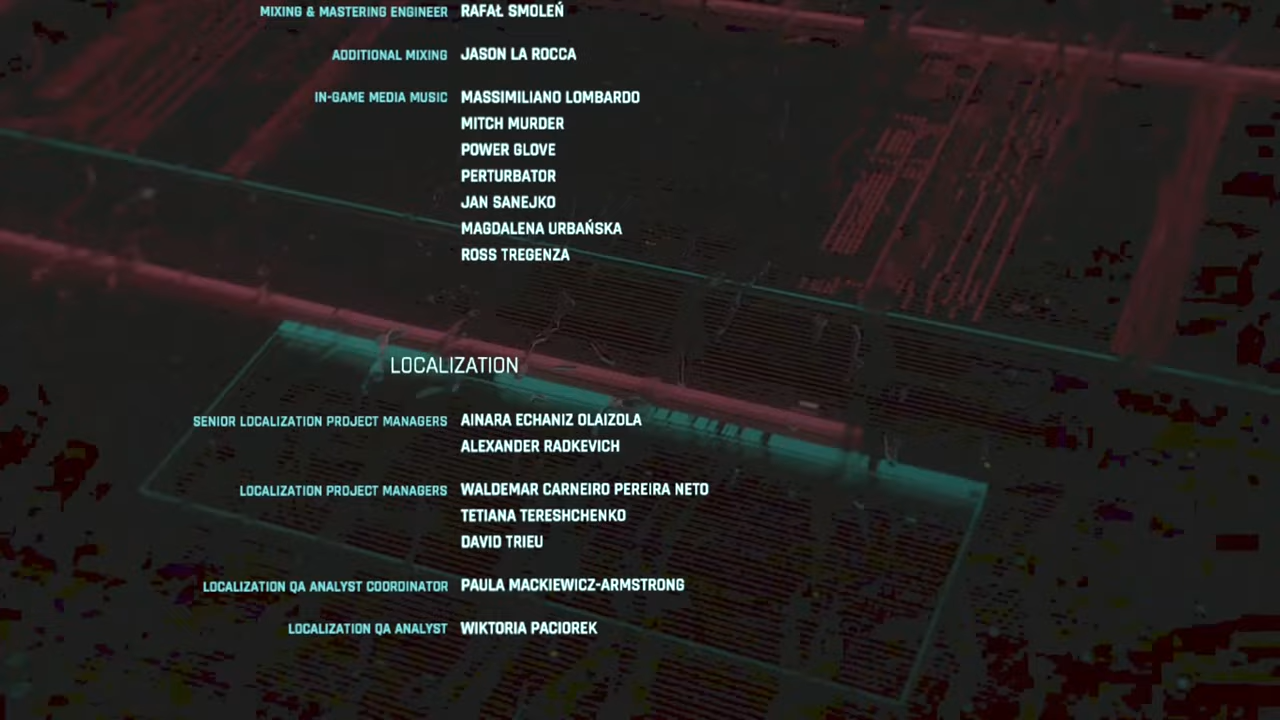 MIXING & MASTERING ENGINEER RAFAŁ SMOLEŃ
ADDITIONAL MIXING JASON LA ROCCA
IN-GAME MEDIA MUSIC MASSIMILIANO LOMBARDO
MITCH MURDER
POWER GLOVE
PERTURBATOR
JAN SANEJKO
MAGDALENA URBAŃSKA
ROSS TREGENZA
LOCALIZATION
SENIOR LOCALIZATION PROJECT MANAGERS AINARA ECHANIZ OLAIZOLA
ALEXANDER RADKEVICH
LOCALIZATION PROJECT MANAGERS WALDEMAR CARNEIRO PEREIRA NETO
TETIANA TERESHCHENKO
DAVID TRIEU
LOCALIZATION QA ANALYST COORDINATOR PAULA MACKIEWICZ-ARMSTRONG
LOCALIZATION QA ANALYST WIKTORIA PACIOREK